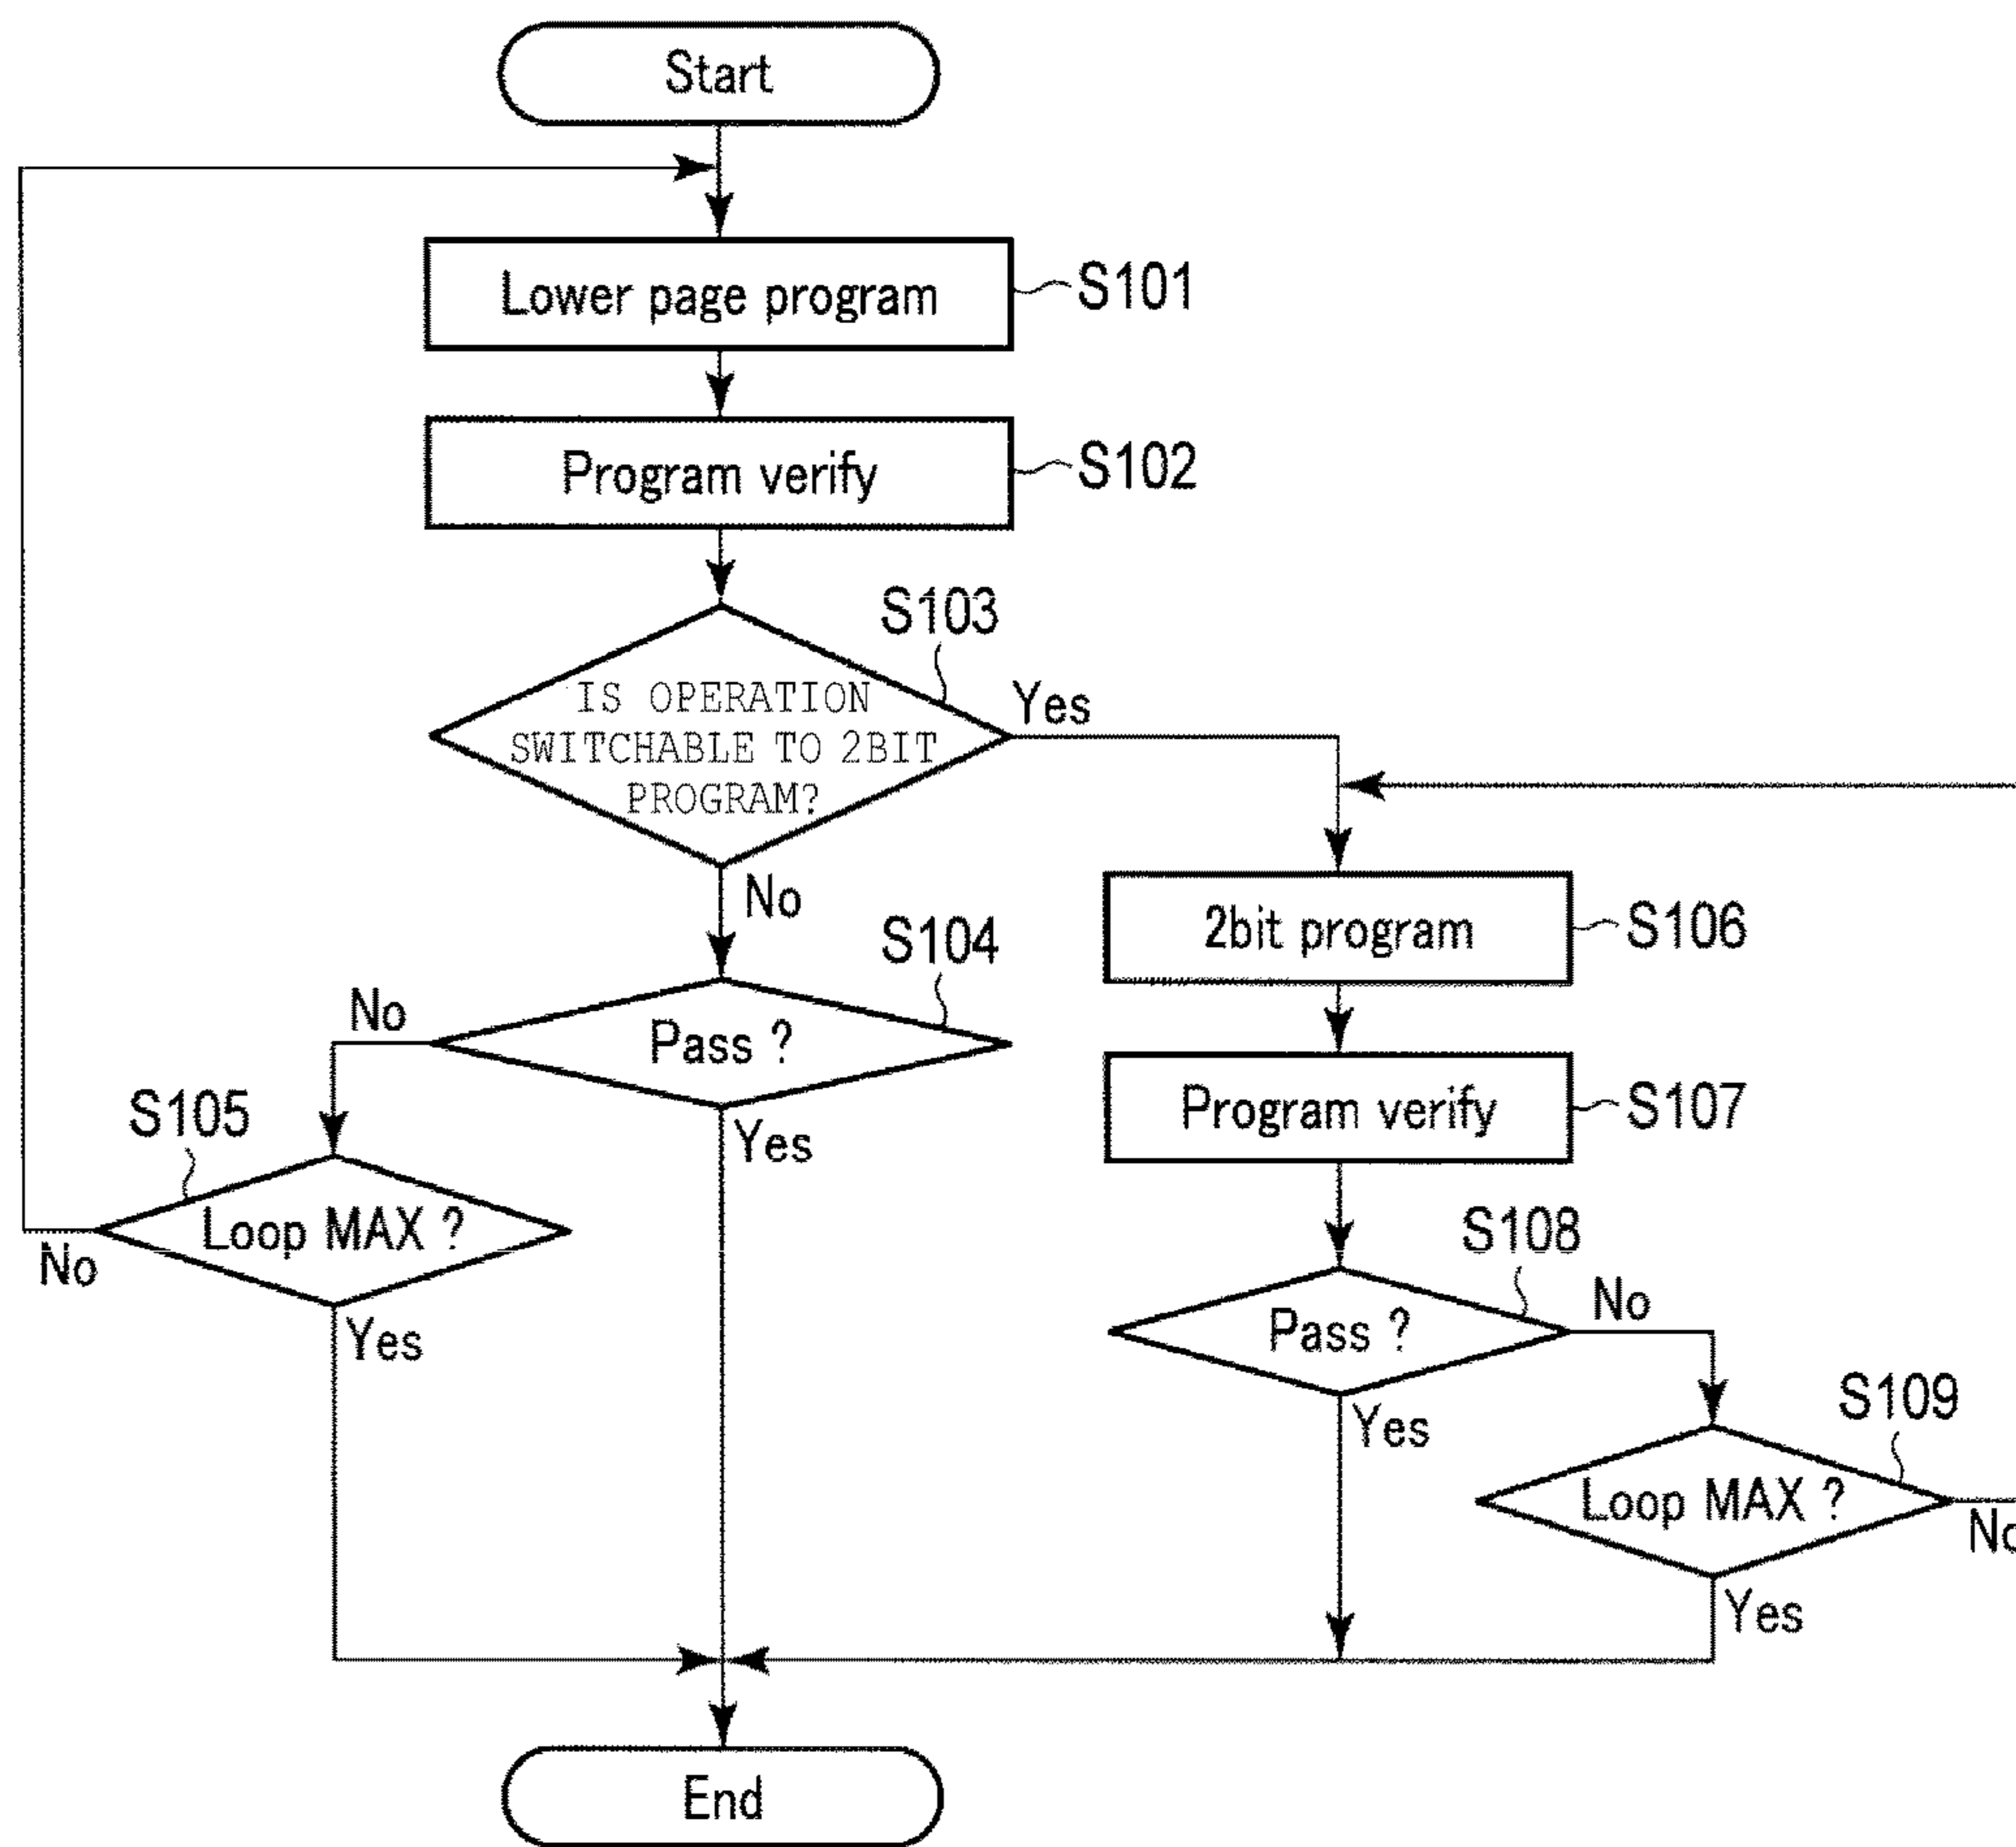 Start
Lower page program
S101
Program verify
S102
S103
IS OPERATION
SWITCHABLE TO 2BIT
PROGRAM?
Yes
No
S104
Pass ?
No
Yes
S105
Loop MAX ?
No
Yes
2bit program
S106
Program verify
S107
S108
Pass ?
No
Yes
S109
Loop MAX ?
No
Yes
End